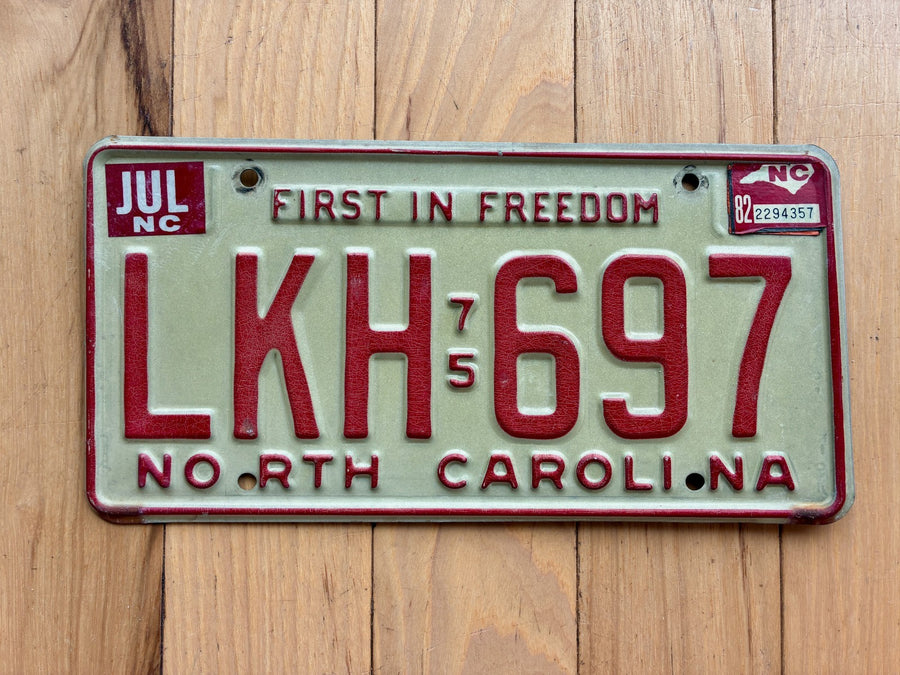 JUL
NC
FIRST IN FREEDOM
NC
82 2294357
LKH 75 697
NORTH CAROLINA